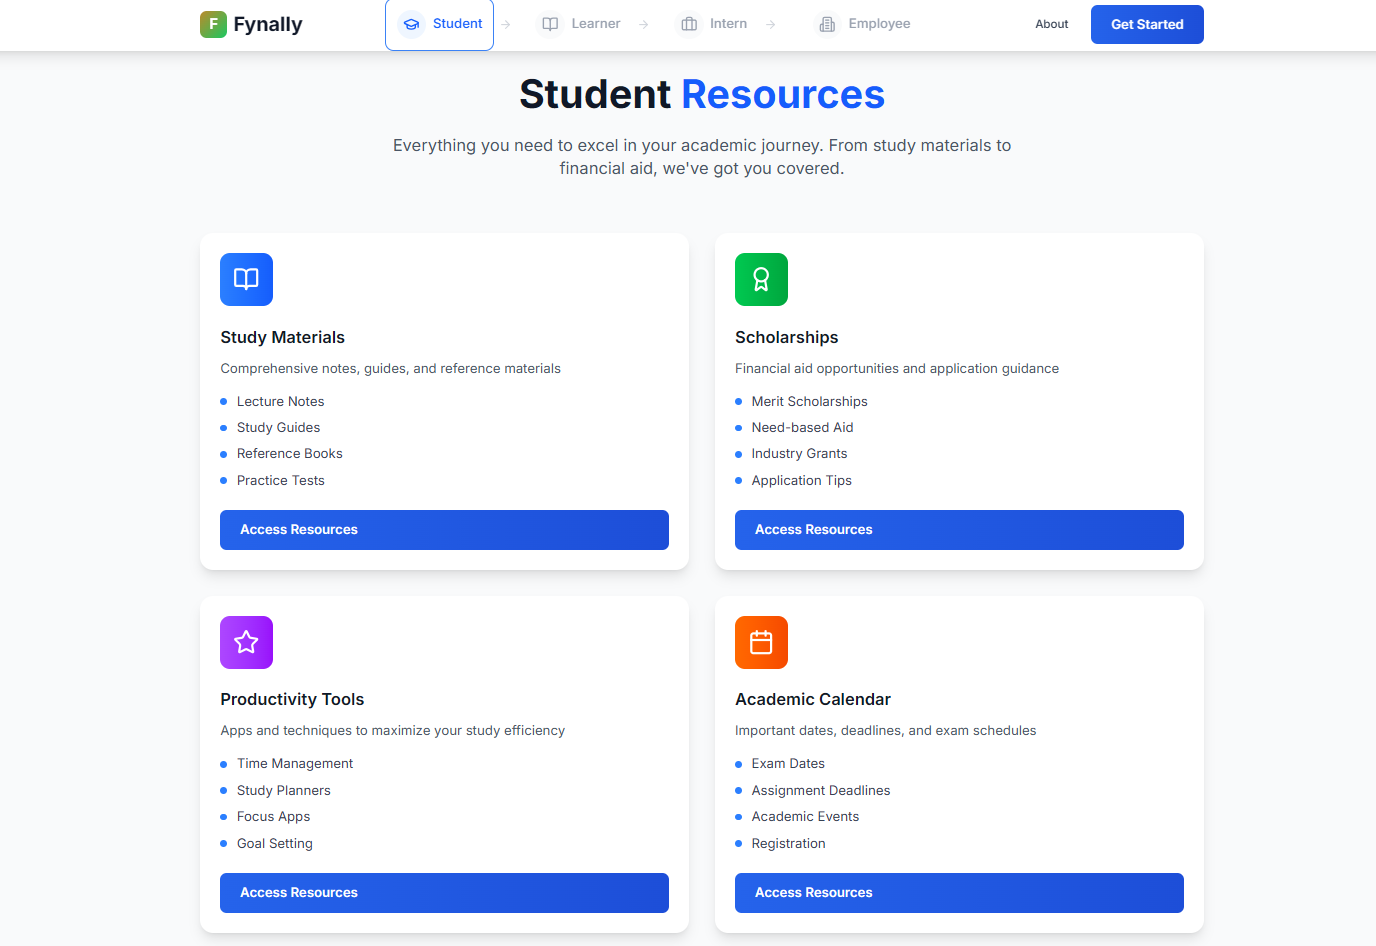 F Fynally Student Learner Intern Employee About Get Started
Student Resources
Everything you need to excel in your academic journey. From study materials to
financial aid, we've got you covered.
Study Materials
Comprehensive notes, guides, and reference materials
Lecture Notes
Study Guides
Reference Books
Practice Tests
Access Resources
Scholarships
Financial aid opportunities and application guidance
Merit Scholarships
Need-based Aid
Industry Grants
Application Tips
Access Resources
Productivity Tools
Apps and techniques to maximize your study efficiency
Time Management
Study Planners
Focus Apps
Goal Setting
Access Resources
Academic Calendar
Important dates, deadlines, and exam schedules
Exam Dates
Assignment Deadlines
Academic Events
Registration
Access Resources